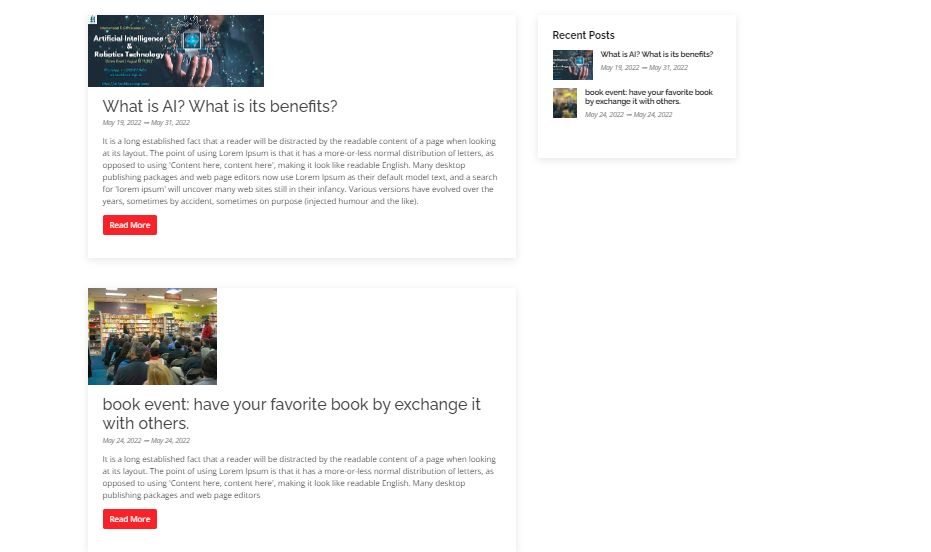 Artificial Intelligence
&
Robotics Technology
What is AI? What is its benefits?
May 19, 2022 — May 31, 2022
It is a long established fact that a reader will be distracted by the readable content of a page when looking
at its layout. The point of using Lorem Ipsum is that it has a more-or-less normal distribution of letters, as
opposed to using 'Content here, content here', making it look like readable English. Many desktop
publishing packages and web page editors now use Lorem Ipsum as their default model text, and a search
for 'lorem ipsum' will uncover many web sites still in their infancy. Various versions have evolved over the
years, sometimes by accident, sometimes on purpose (injected humour and the like).
Read More
book event: have your favorite book by exchange it
with others.
May 24, 2022 — May 24, 2022
It is a long established fact that a reader will be distracted by the readable content of a page when looking
at its layout. The point of using Lorem Ipsum is that it has a more-or-less normal distribution of letters, as
opposed to using 'Content here, content here', making it look like readable English. Many desktop
publishing packages and web page editors
Read More
Recent Posts
What is AI? What is its benefits?
May 19, 2022 — May 31, 2022
book event: have your favorite book
by exchange it with others.
May 24, 2022 — May 24, 2022